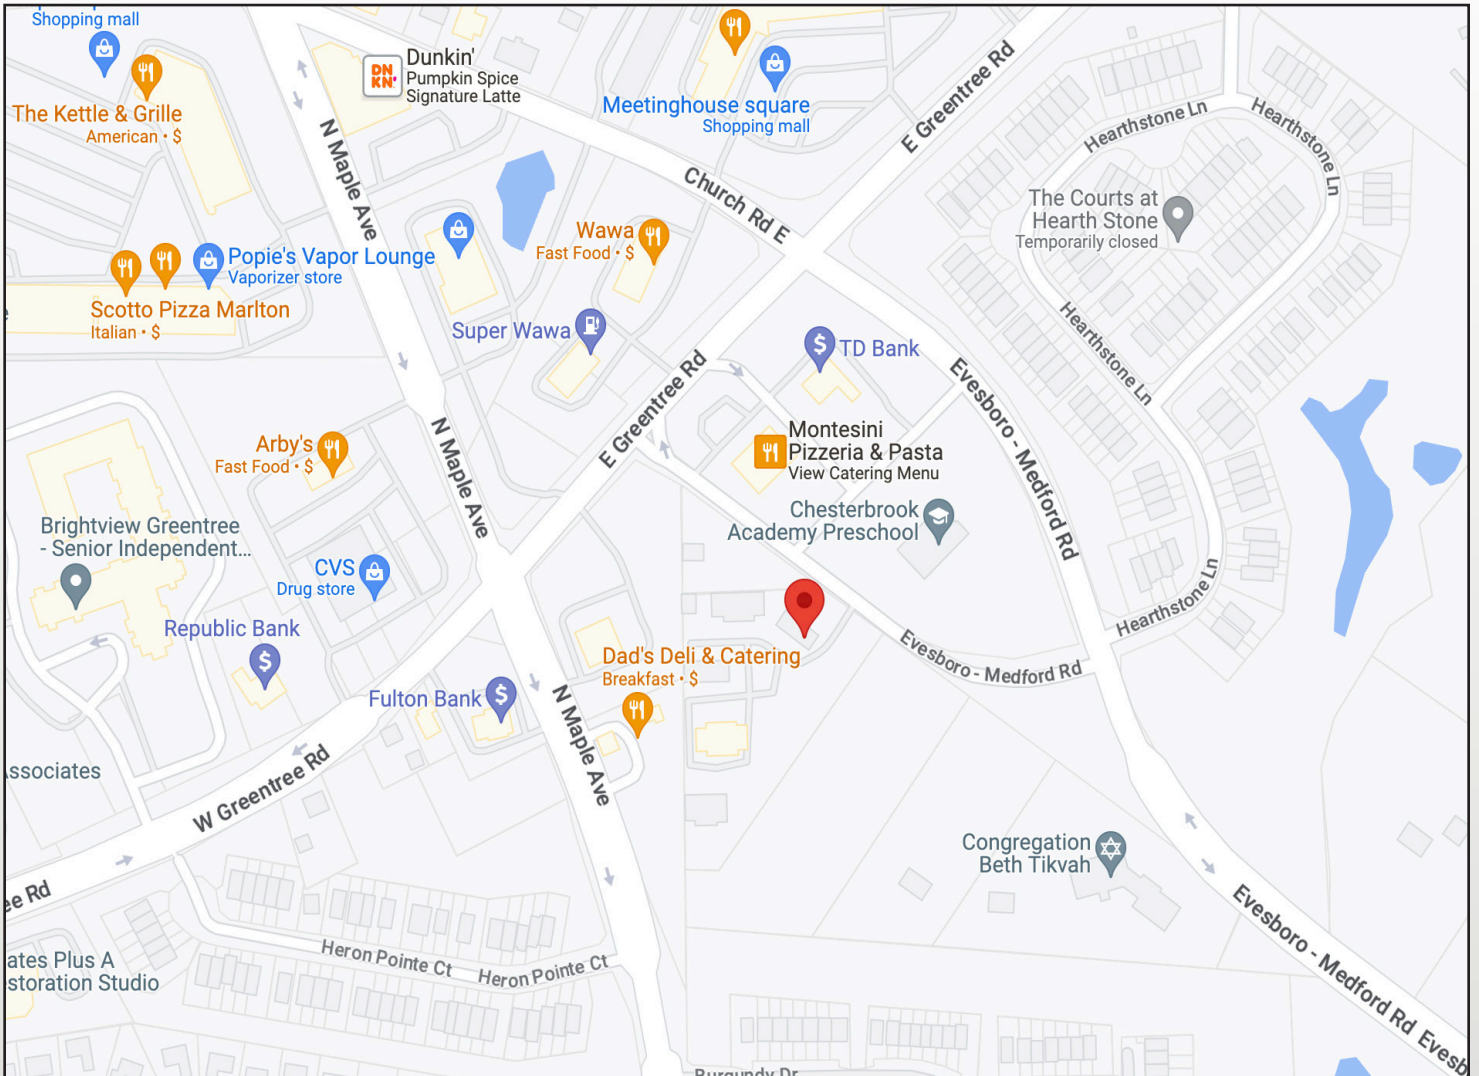 Shopping mall
The Kettle & Grille
American • $
Dunkin'
Pumpkin Spice
Signature Latte
DN
KN'
Meetinghouse square
Shopping mall
E Greentree Rd
Hearthstone Ln
Hearthstone Ln
N Maple Ave
Church Rd E
The Courts at
Hearth Stone
Temporarily closed
Wawa
Fast Food • $
Popie's Vapor Lounge
Vaporizer store
Scotto Pizza Marlton
Italian • $
Super Wawa
TD Bank
Hearthstone Ln
E Greentree Rd
Evesboro - Medford Rd
N Maple Ave
Arby's
Fast Food • $
Montesini
Pizzeria & Pasta
View Catering Menu
Chesterbrook
Academy Preschool
Brightview Greentree
- Senior Independent...
CVS
Drug store
Republic Bank
Hearthstone Ln
Dad's Deli & Catering
Breakfast • $
Evesboro - Medford Rd
Fulton Bank
N Maple Ave
Associates
W Greentree Rd
Congregation
Beth Tikvah
ee Rd
Heron Pointe Ct
Heron Pointe Ct
ates Plus A
storation Studio
Evesboro - Medford Rd
Evesb
Burgundy Dr